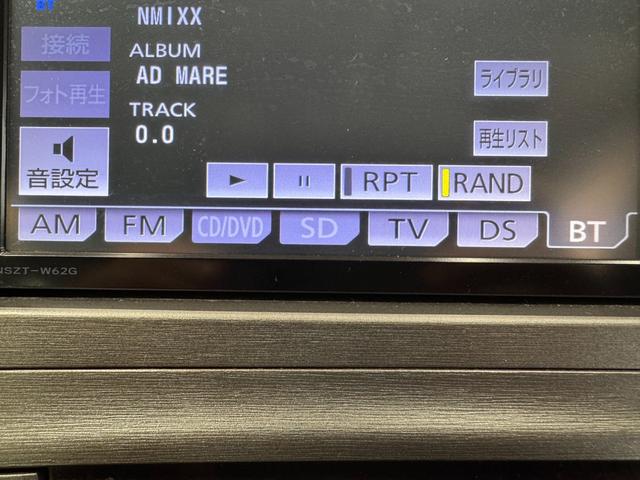 BT
NMIXX
接続
ALBUM
AD MARE
ライブラリ
フォト再生
TRACK
0.0
再生リスト
音設定
RPT
RAND
AM FM CD/DVD SD TV DS BT
NSZT-W62G